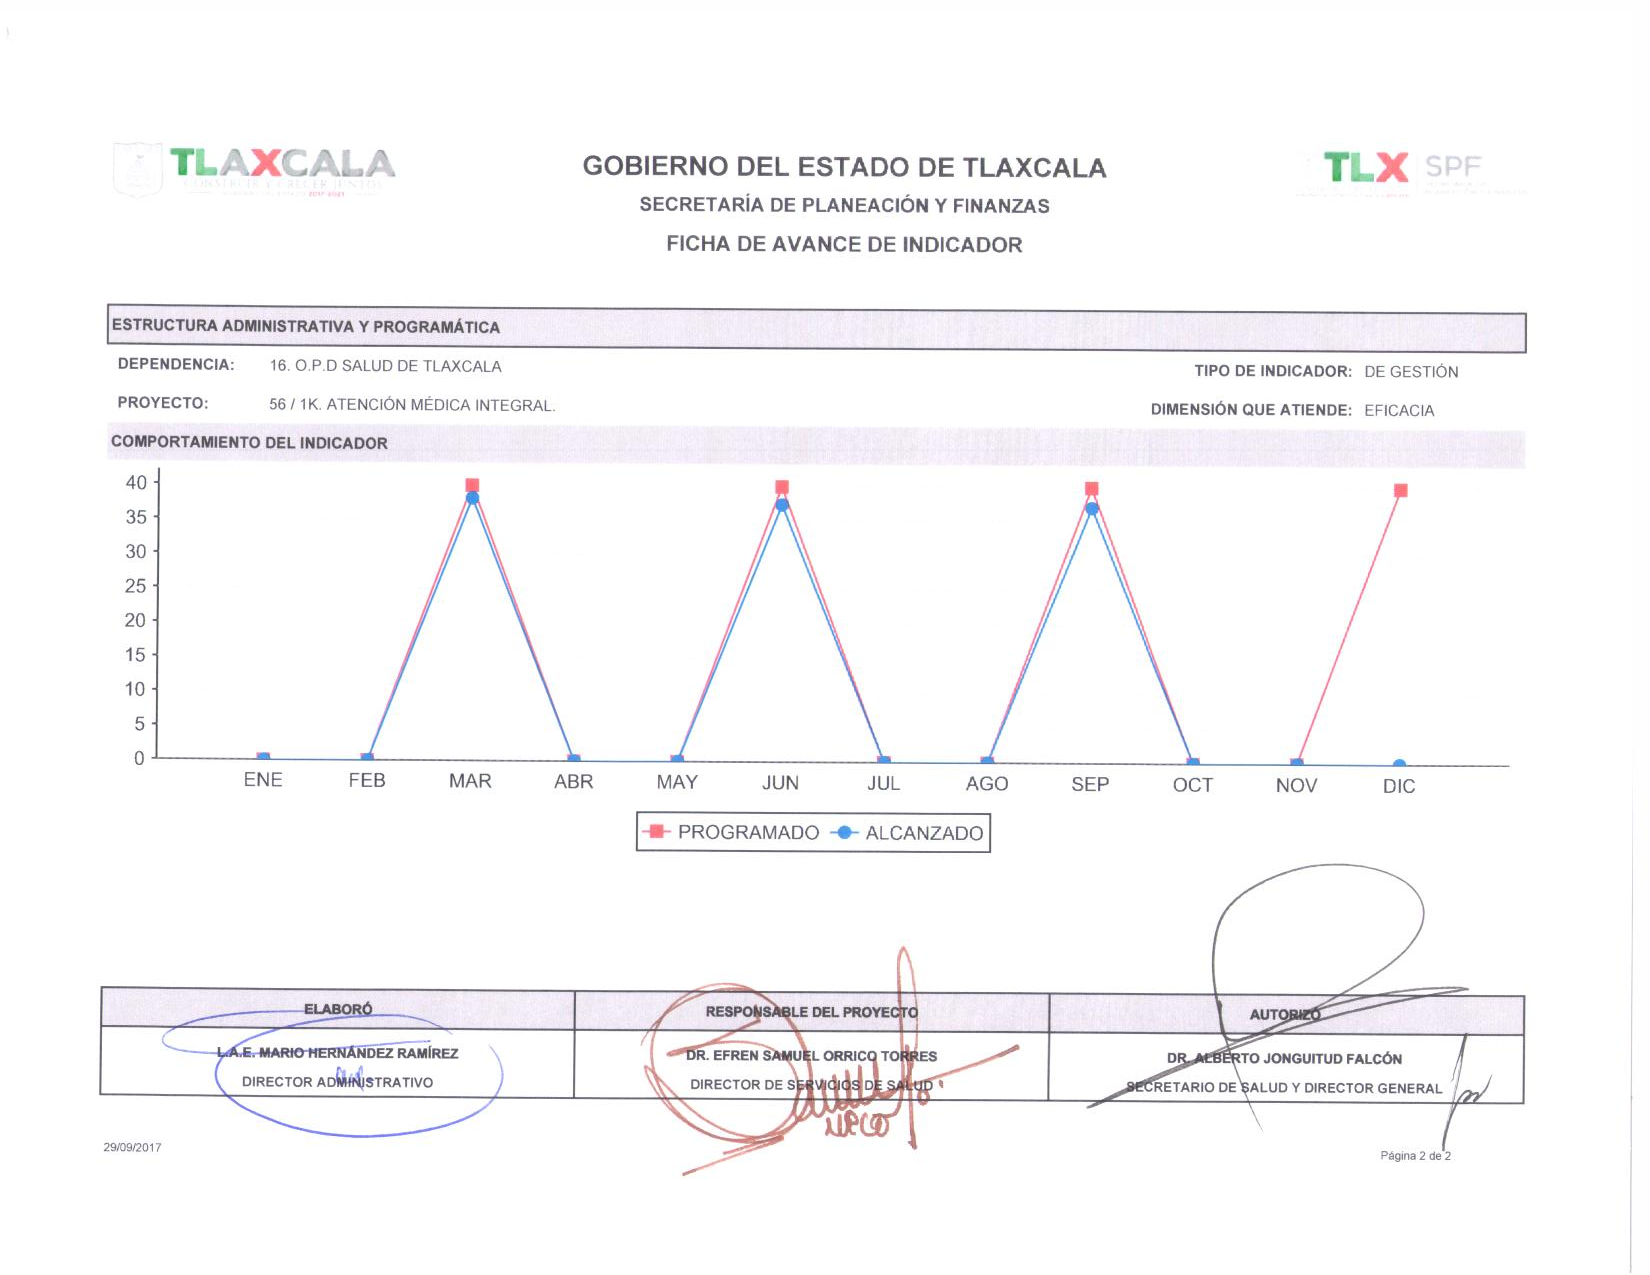 TLAXCALA
CONSTRUIR Y CRECER JUNTOS
GOBIERNO DEL ESTADO DE TLAXCALA
SECRETARÍA DE PLANEACIÓN Y FINANZAS
FICHA DE AVANCE DE INDICADOR
TLX SPF
ESTRUCTURA ADMINISTRATIVA Y PROGRAMÁTICA
DEPENDENCIA: 16. O.P.D SALUD DE TLAXCALA
TIPO DE INDICADOR: DE GESTIÓN
PROYECTO: 56 / 1K. ATENCIÓN MÉDICA INTEGRAL.
DIMENSIÓN QUE ATIENDE: EFICACIA
COMPORTAMIENTO DEL INDICADOR
40
35
30
25
20
15
10
5
0
ENE FEB MAR ABR MAY JUN JUL AGO SEP OCT NOV DIC
PROGRAMADO ALCANZADO
ELABORÓ
L.A.E. MARIO HERNÁNDEZ RAMÍREZ
DIRECTOR ADMINISTRATIVO
RESPONSABLE DEL PROYECTO
DR. EFREN SAMUEL ORRICO TORRES
DIRECTOR DE SERVICIOS DE SALUD
AUTORIZÓ
DR. ALBERTO JONGUITUD FALCÓN
SECRETARIO DE SALUD Y DIRECTOR GENERAL
29/09/2017
Página 2 de 2